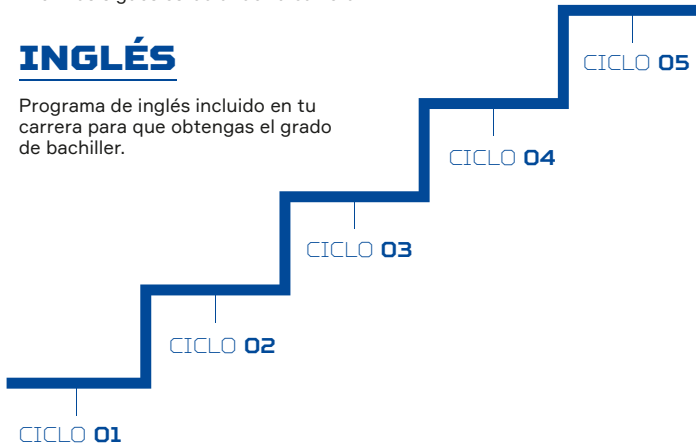 INGLÉS
Programa de inglés incluido en tu
carrera para que obtengas el grado
de bachiller.
CICLO 05
CICLO 04
CICLO 03
CICLO 02
CICLO 01